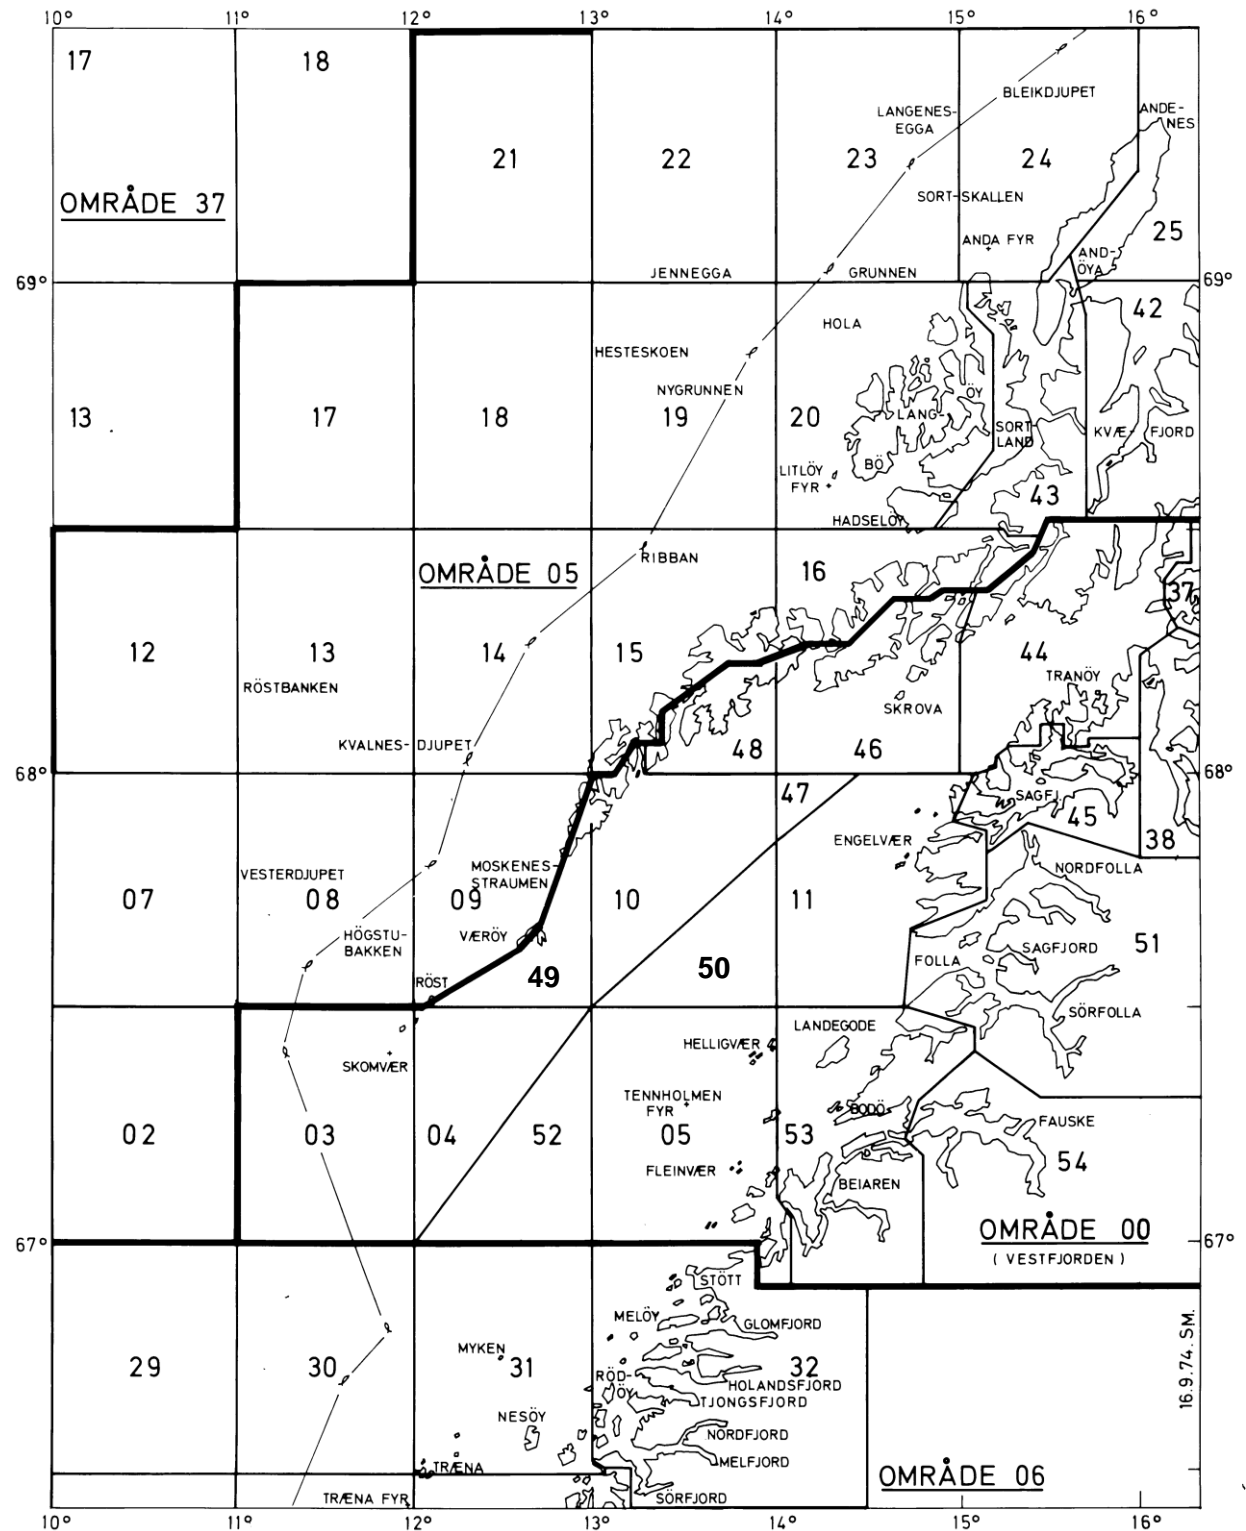 10° 11° 12° 13° 14° 15° 16°
17 18
BLEIKDJUPET
LANGENES-
EGGA
ANDE-
NES
21 22 23 24
OMRÅDE 37
SORT-SKALLEN
25
ANDA FYR
AND-
ÖYA
69° JENNEGGA GRUNNEN 69°
42
HOLA
HESTESKOEN
NYGRUNNEN
ÖY
13 17 18 19 20
LANG-
SORT-
LAND
KVÆ- FJORD
BÖ
LITLÖY
FYR
43
HADSELÖY
RIBBAN
OMRÅDE 05
16
37
12 13 14 15 44
RÖSTBANKEN
TRANÖY
SKROVA
KVALNES-DJUPET
48 46
68° 68°
47
SAGFJ.
45
ENGELVÆR
38
MOSKENES-
STRAUMEN
VESTERDJUPET
NORDFOLLA
07 08 09 10 11
HÖGSTU-
BAKKEN
VÆRÖY
SAGFJORD
51
FOLLA
49 50
RÖST
SÖRFOLLA
LANDEGODE
HELLIGVÆR
SKOMVÆR
TENNHOLMEN
FYR
BODÖ
FAUSKE
02 03 04 52 05 53
54
FLEINVÆR
BEIAREN
OMRÅDE 00
( VESTFJORDEN )
67° 67°
STÖTT
MELÖY
GLOMFJORD
MYKEN
29 30 31 32
RÖD-
ÖY
HOLANDSFJORD
TJONGSFJORD
NESÖY
NORDFJORD
MELFJORD
TRÆNA
OMRÅDE 06
16.9.74. SM.
TRÆNA FYR
SÖRFJORD
10° 11° 12° 13° 14° 15° 16°